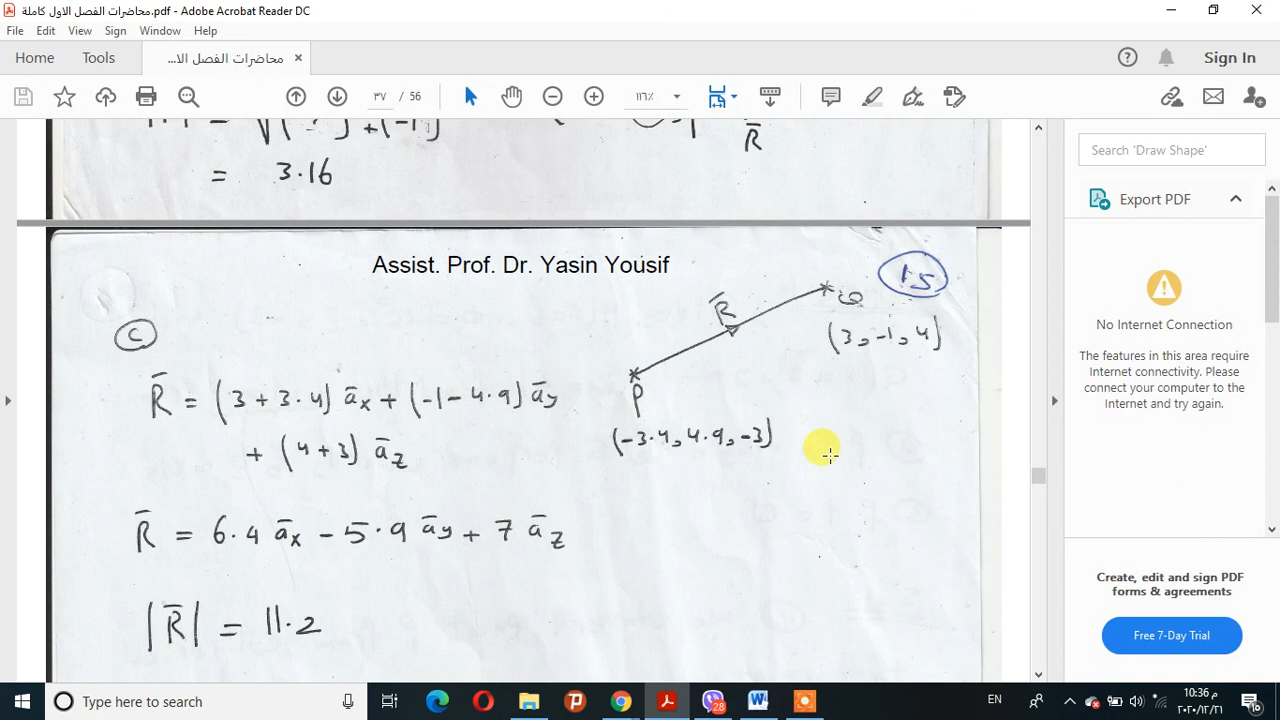 محاضرات الفصل الاول كاملة.pdf - Adobe Acrobat Reader DC
File Edit View Sign Window Help
Home Tools محاضرات الفصل الا... × Sign In
٣٧ / 56 ١١٦٪
R̄
= 3.16
Search 'Draw Shape'
Export PDF
Assist. Prof. Dr. Yasin Yousif
15
C
R̄ Q
(3, -1, 4)
R̄ = (3 + 3.4) āx + (-1 - 4.9) āy
+ (4 + 3) āz
P
(-3.4, 4.9, -3)
R̄ = 6.4 āx - 5.9 āy + 7 āz
|R̄| = 11.2
No Internet Connection
The features in this area require
Internet connectivity. Please
connect your computer to the
Internet and try again.
Create, edit and sign PDF
forms & agreements
Free 7-Day Trial
Type here to search
28
EN
10:36 م
٢٠٢٠/١٢/٢١